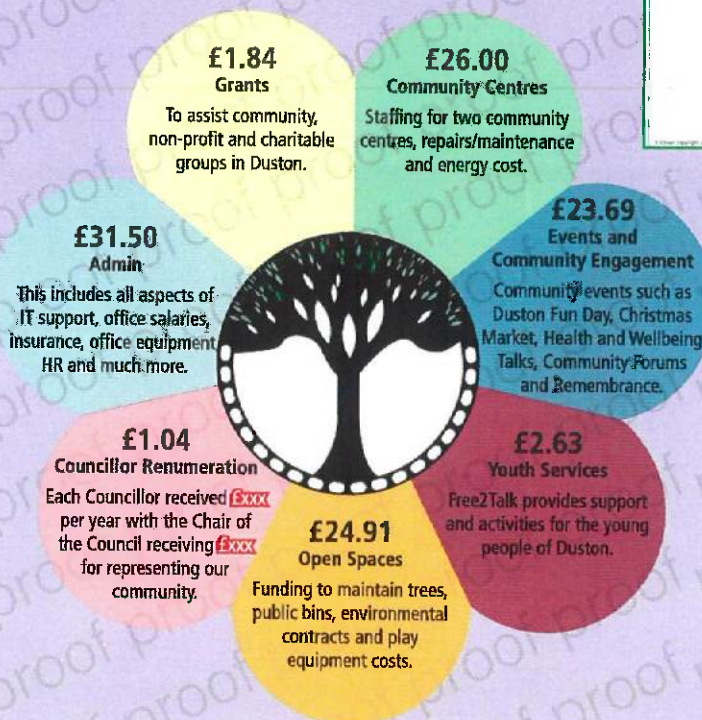 £1.84
Grants
To assist community,
non-profit and charitable
groups in Duston.
£26.00
Community Centres
Staffing for two community
centres, repairs/maintenance
and energy cost.
£31.50
Admin
This includes all aspects of
IT support, office salaries,
insurance, office equipment
HR and much more.
£23.69
Events and
Community Engagement
Community events such as
Duston Fun Day, Christmas
Market, Health and Wellbeing
Talks, Community Forums
and Remembrance.
£1.04
Councillor Renumeration
Each Councillor received £xxx
per year with the Chair of
the Council receiving £xxx
for representing our
community.
£24.91
Open Spaces
Funding to maintain trees,
public bins, environmental
contracts and play
equipment costs.
£2.63
Youth Services
Free2Talk provides support
and activities for the young
people of Duston.
proof proof proof proof